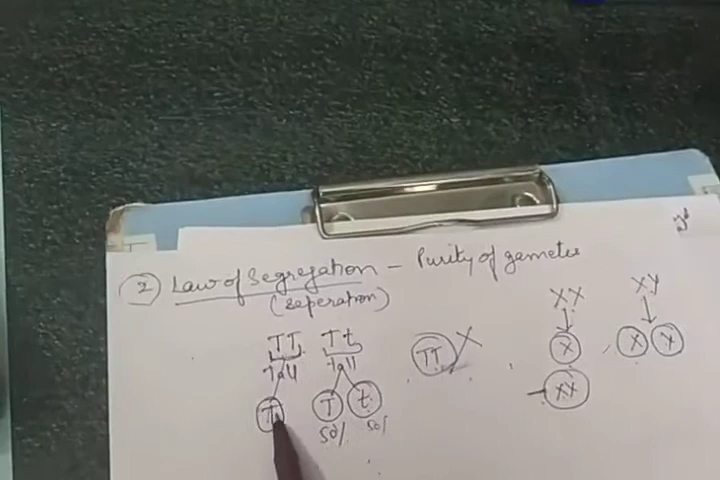 2 Law of Segregation - Purity of gametes
(seperation)
TT Tt TT X XX XY
tall tall X X Y
T T t XX
50% 50%